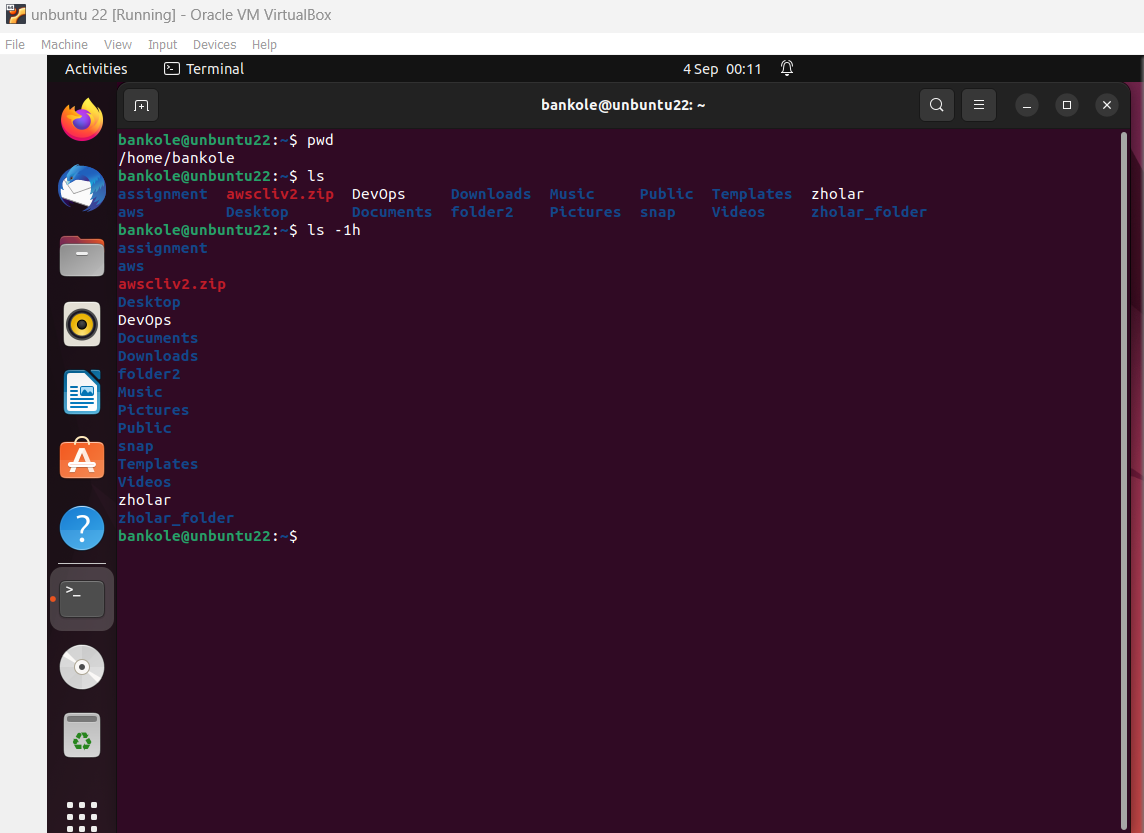 unbuntu 22 [Running] - Oracle VM VirtualBox
File Machine View Input Devices Help
Activities Terminal 4 Sep 00:11
bankole@unbuntu22: ~
bankole@unbuntu22:~$ pwd
/home/bankole
bankole@unbuntu22:~$ ls
assignment awscliv2.zip DevOps Downloads Music Public Templates zholar
aws Desktop Documents folder2 Pictures snap Videos zholar_folder
bankole@unbuntu22:~$ ls -1h
assignment
aws
awscliv2.zip
Desktop
DevOps
Documents
Downloads
folder2
Music
Pictures
Public
snap
Templates
Videos
zholar
zholar_folder
bankole@unbuntu22:~$